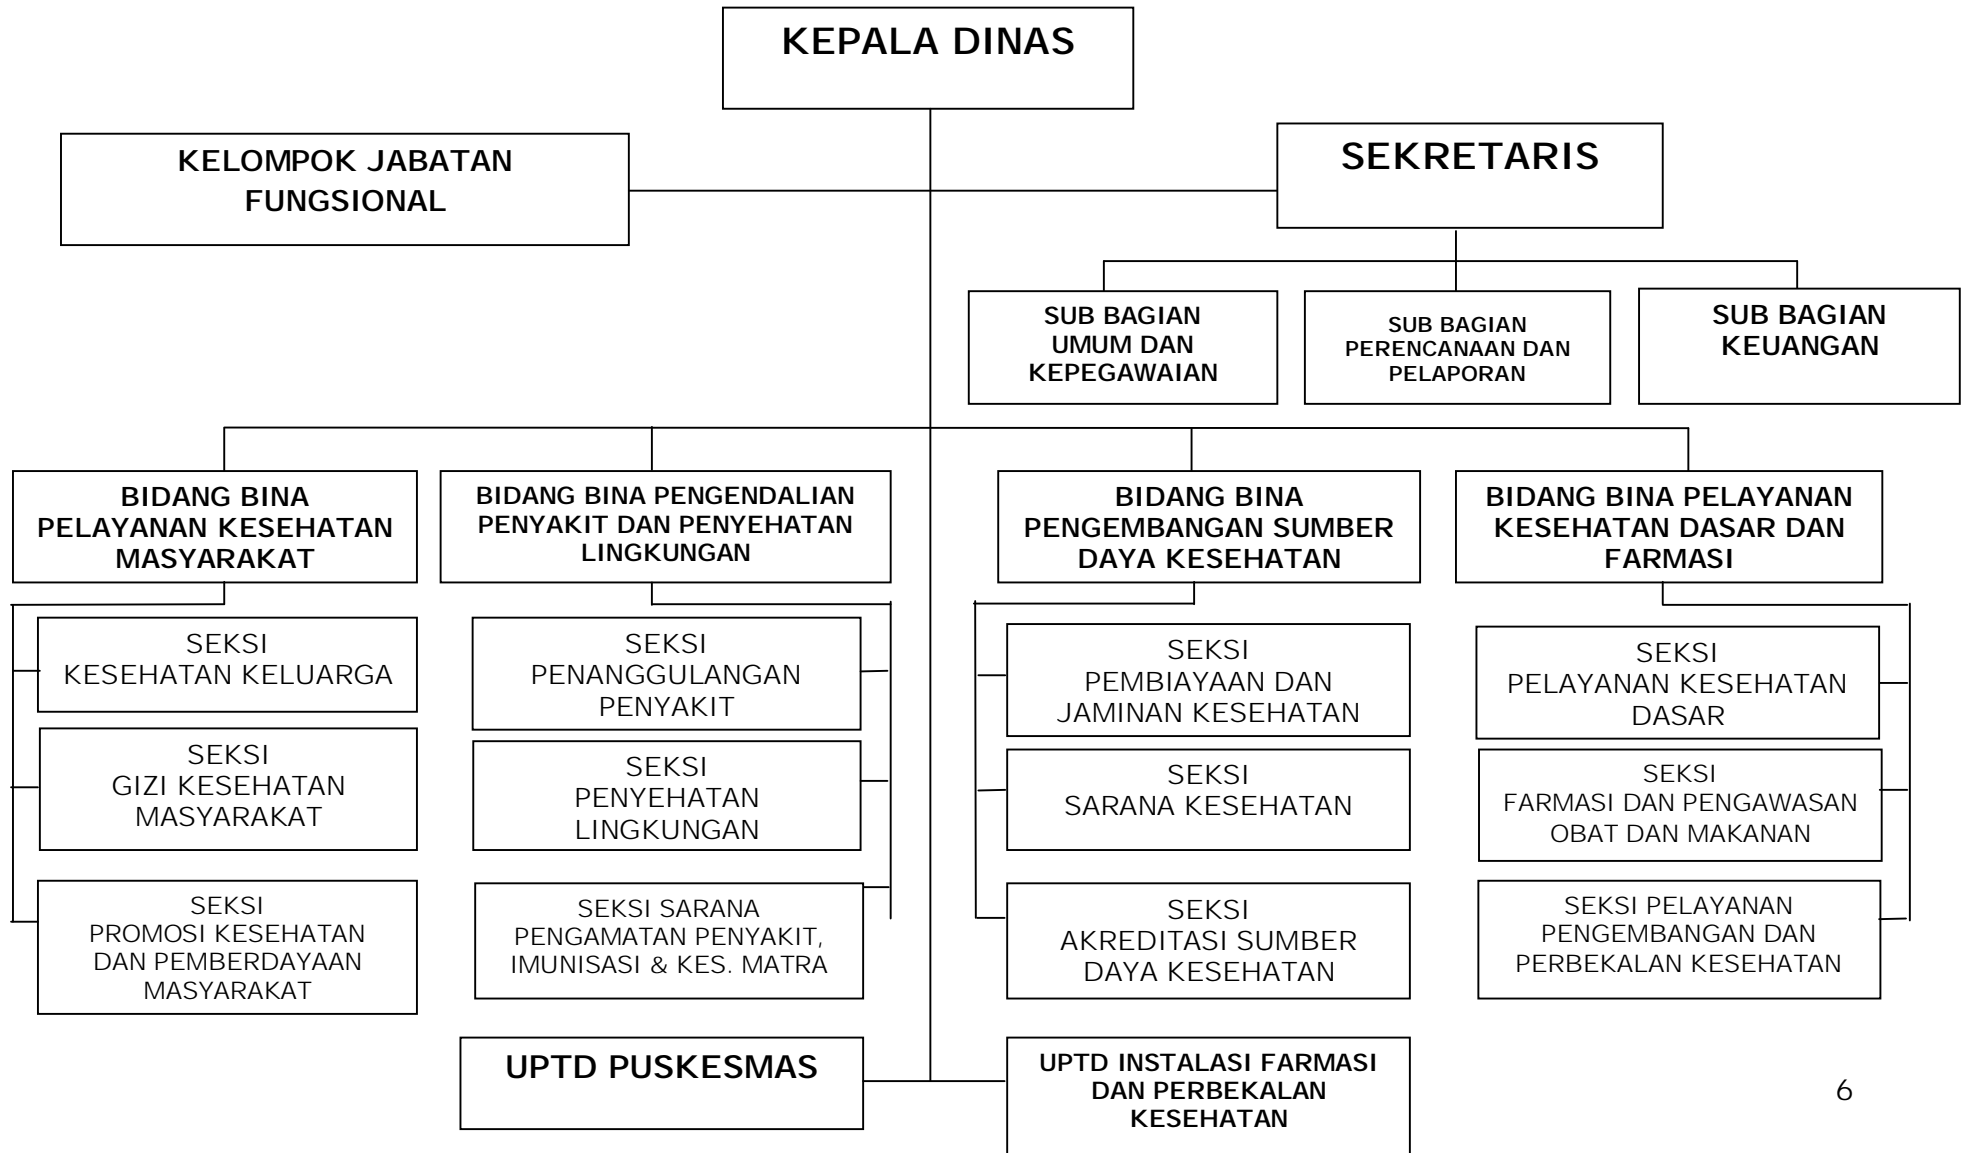 KEPALA DINAS
KELOMPOK JABATAN
FUNGSIONAL
SEKRETARIS
SUB BAGIAN
UMUM DAN
KEPEGAWAIAN
SUB BAGIAN
PERENCANAAN DAN
PELAPORAN
SUB BAGIAN
KEUANGAN
BIDANG BINA
PELAYANAN KESEHATAN
MASYARAKAT
BIDANG BINA PENGENDALIAN
PENYAKIT DAN PENYEHATAN
LINGKUNGAN
BIDANG BINA
PENGEMBANGAN SUMBER
DAYA KESEHATAN
BIDANG BINA PELAYANAN
KESEHATAN DASAR DAN
FARMASI
SEKSI
KESEHATAN KELUARGA
SEKSI
PENANGGULANGAN
PENYAKIT
SEKSI
PEMBIAYAAN DAN
JAMINAN KESEHATAN
SEKSI
PELAYANAN KESEHATAN
DASAR
SEKSI
GIZI KESEHATAN
MASYARAKAT
SEKSI
PENYEHATAN
LINGKUNGAN
SEKSI
SARANA KESEHATAN
SEKSI
FARMASI DAN PENGAWASAN
OBAT DAN MAKANAN
SEKSI
PROMOSI KESEHATAN
DAN PEMBERDAYAAN
MASYARAKAT
SEKSI SARANA
PENGAMATAN PENYAKIT,
IMUNISASI & KES. MATRA
SEKSI
AKREDITASI SUMBER
DAYA KESEHATAN
SEKSI PELAYANAN
PENGEMBANGAN DAN
PERBEKALAN KESEHATAN
UPTD PUSKESMAS
UPTD INSTALASI FARMASI
DAN PERBEKALAN
KESEHATAN
6